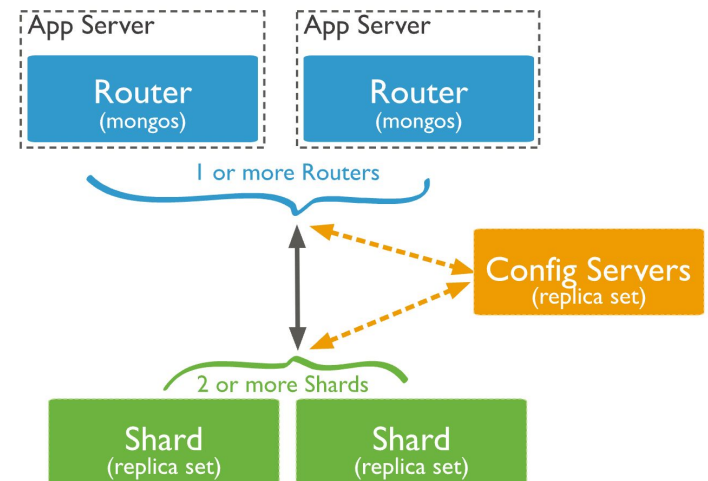 App Server
App Server
Router
(mongos)
Router
(mongos)
1 or more Routers
Config Servers
(replica set)
2 or more Shards
Shard
(replica set)
Shard
(replica set)